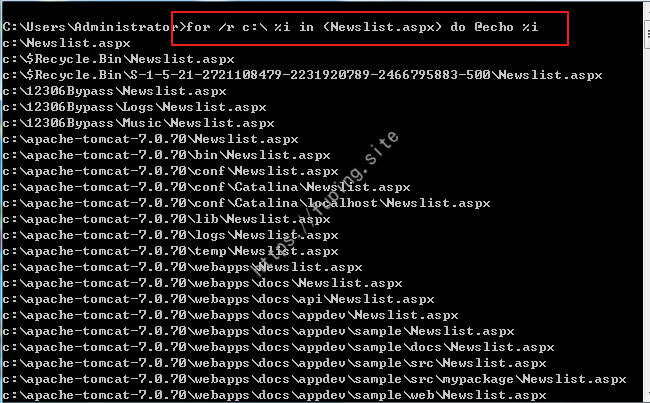 C:\Users\Administrator>for /r c:\ %i in (Newslist.aspx) do @echo %i
c:\Newslist.aspx
c:\$Recycle.Bin\Newslist.aspx
c:\$Recycle.Bin\S-1-5-21-2721108479-2231920789-2466795883-500\Newslist.aspx
c:\12306Bypass\Newslist.aspx
c:\12306Bypass\Logs\Newslist.aspx
c:\12306Bypass\Music\Newslist.aspx
c:\apache-tomcat-7.0.70\Newslist.aspx
c:\apache-tomcat-7.0.70\bin\Newslist.aspx
c:\apache-tomcat-7.0.70\conf\Newslist.aspx
c:\apache-tomcat-7.0.70\conf\Catalina\Newslist.aspx
c:\apache-tomcat-7.0.70\conf\Catalina\localhost\Newslist.aspx
c:\apache-tomcat-7.0.70\lib\Newslist.aspx
c:\apache-tomcat-7.0.70\logs\Newslist.aspx
c:\apache-tomcat-7.0.70\temp\Newslist.aspx
c:\apache-tomcat-7.0.70\webapps\Newslist.aspx
c:\apache-tomcat-7.0.70\webapps\docs\Newslist.aspx
c:\apache-tomcat-7.0.70\webapps\docs\api\Newslist.aspx
c:\apache-tomcat-7.0.70\webapps\docs\appdev\Newslist.aspx
c:\apache-tomcat-7.0.70\webapps\docs\appdev\sample\Newslist.aspx
c:\apache-tomcat-7.0.70\webapps\docs\appdev\sample\docs\Newslist.aspx
c:\apache-tomcat-7.0.70\webapps\docs\appdev\sample\src\Newslist.aspx
c:\apache-tomcat-7.0.70\webapps\docs\appdev\sample\src\mypackage\Newslist.aspx
c:\apache-tomcat-7.0.70\webapps\docs\appdev\sample\web\Newslist.aspx